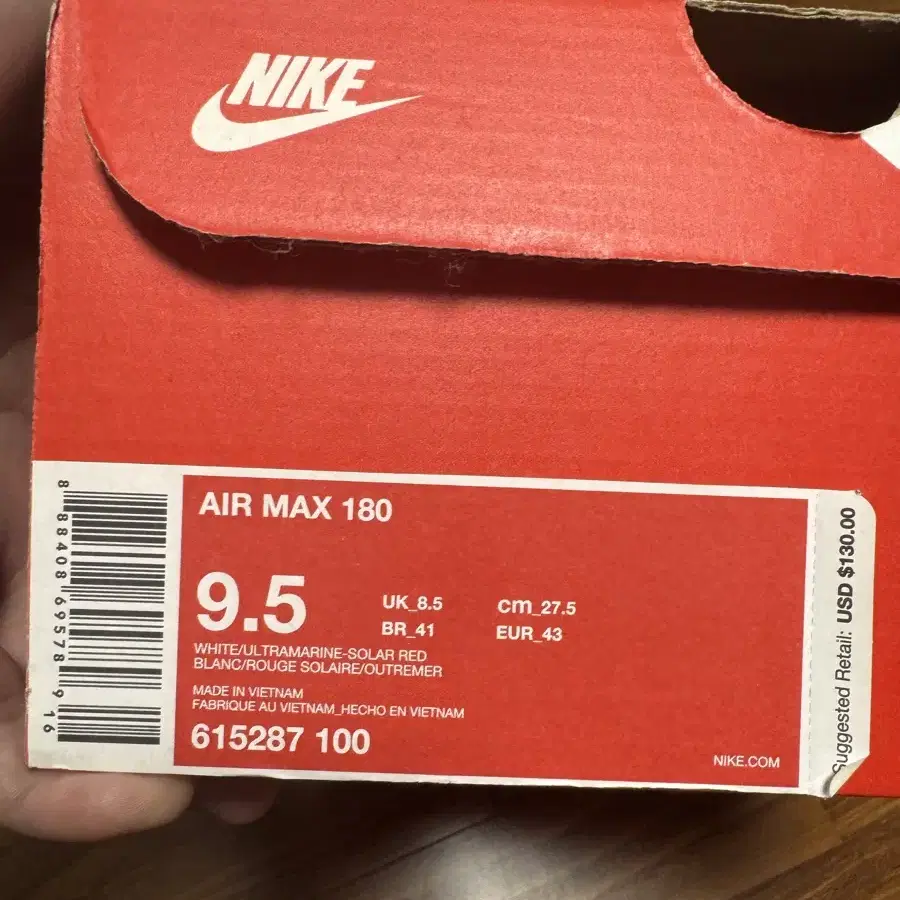 NIKE
AIR MAX 180
9.5
UK_8.5 cm_27.5
BR_41 EUR_43
WHITE/ULTRAMARINE-SOLAR RED
BLANC/ROUGE SOLAIRE/OUTREMER
MADE IN VIETNAM
FABRIQUE AU VIETNAM_HECHO EN VIETNAM
615287 100
NIKE.COM
8 88408 69578 9 16
Suggested Retail: USD $130.00